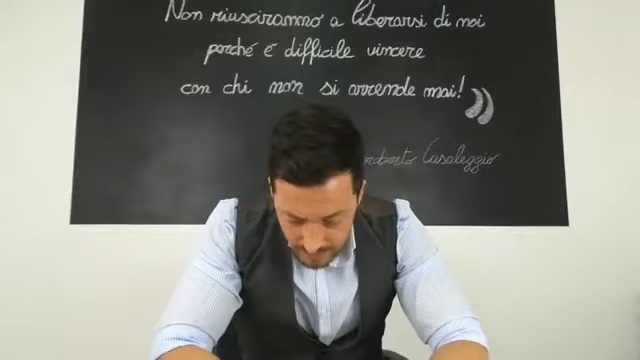 Non riusciranno a liberarsi di noi
perché è difficile vincere
con chi non si arrende mai!"
roberto Casaleggio